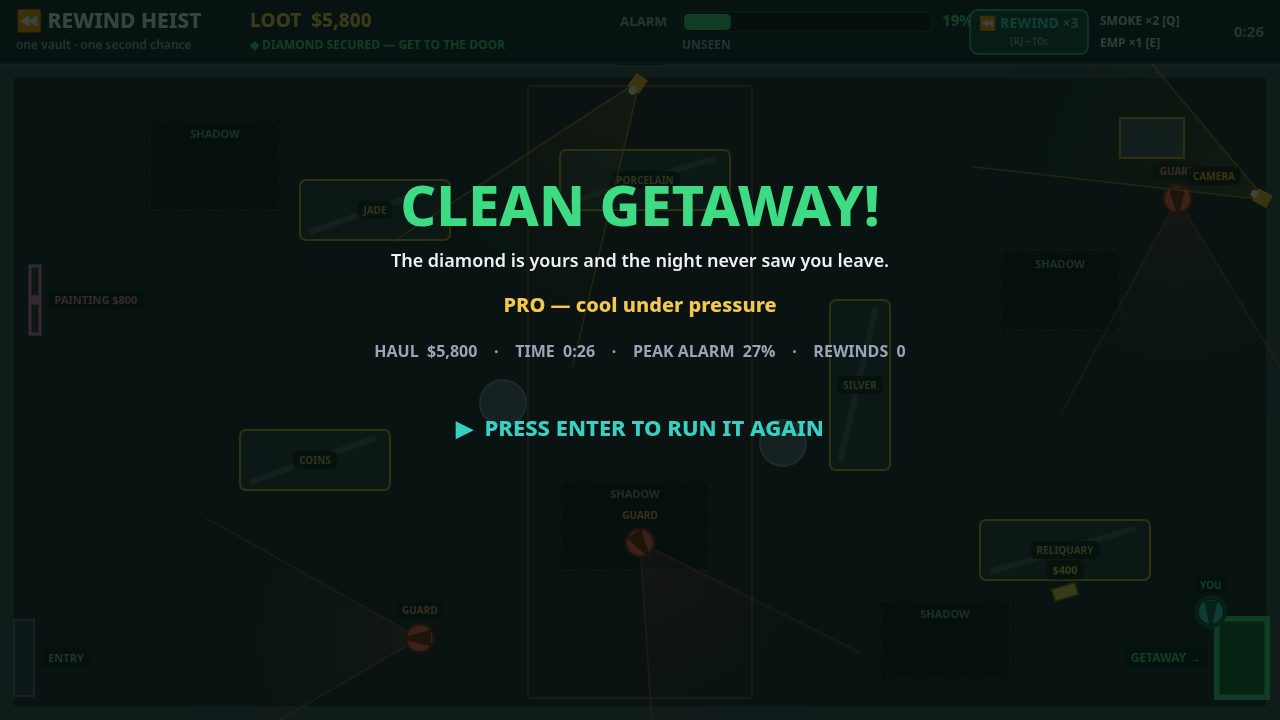 ⏪ REWIND HEIST
one vault · one second chance
LOOT $5,800
◆ DIAMOND SECURED — GET TO THE DOOR
ALARM
19%
UNSEEN
⏪ REWIND ×3
[R] −10s
SMOKE ×2 [Q]
EMP ×1 [E]
0:26
SHADOW
PORCELAIN
GUARD
CAMERA
JADE
CLEAN GETAWAY!
The diamond is yours and the night never saw you leave.
SHADOW
PAINTING $800
PRO — cool under pressure
HAUL $5,800 · TIME 0:26 · PEAK ALARM 27% · REWINDS 0
SILVER
▶ PRESS ENTER TO RUN IT AGAIN
COINS
SHADOW
GUARD
RELIQUARY
$400
YOU
GUARD
SHADOW
ENTRY
GETAWAY →